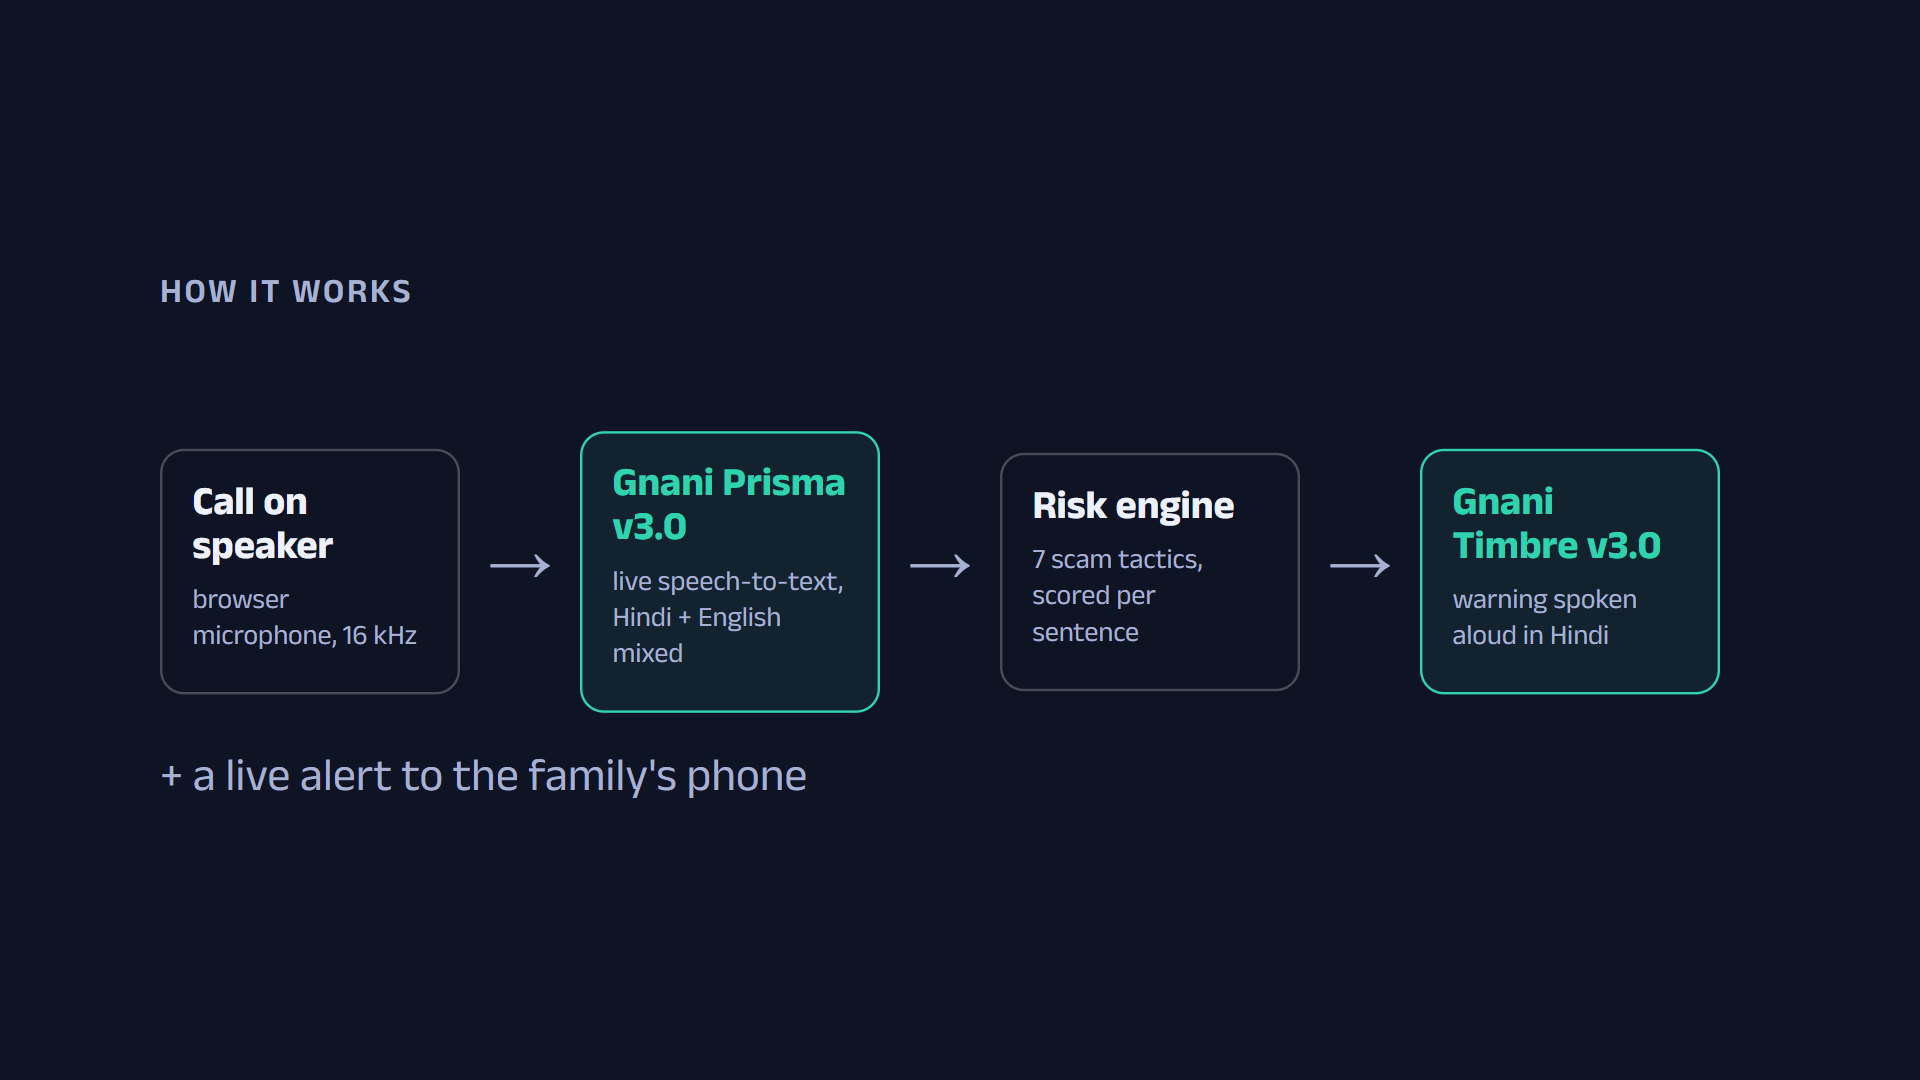 HOW IT WORKS
Call on
speaker
browser
microphone, 16 kHz
→
Gnani Prisma
v3.0
live speech-to-text,
Hindi + English
mixed
→
Risk engine
7 scam tactics,
scored per
sentence
→
Gnani
Timbre v3.0
warning spoken
aloud in Hindi
+ a live alert to the family's phone